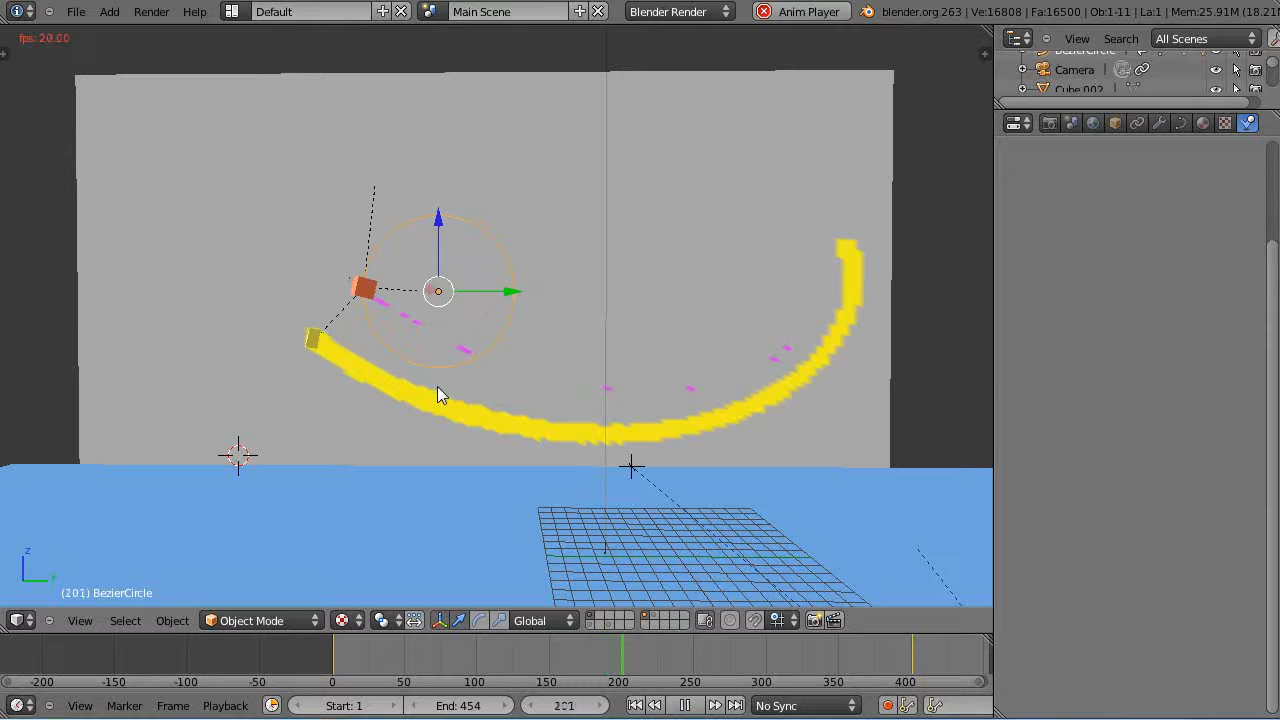 File Add Render Help Default Main Scene Blender Render Anim Player blender.org 263 | Ve:16808 | Fa:16500 | Ob:1-11 | La:1 | Mem:25.91M (18.21
fps: 20.00
View Search All Scenes
BezierCircle
Camera
Cube.002
z
(201) BezierCircle
View Select Object Object Mode Global
-200 -150 -100 -50 0 50 100 150 200 250 300 350 400
View Marker Frame Playback Start: 1 End: 454 201 No Sync